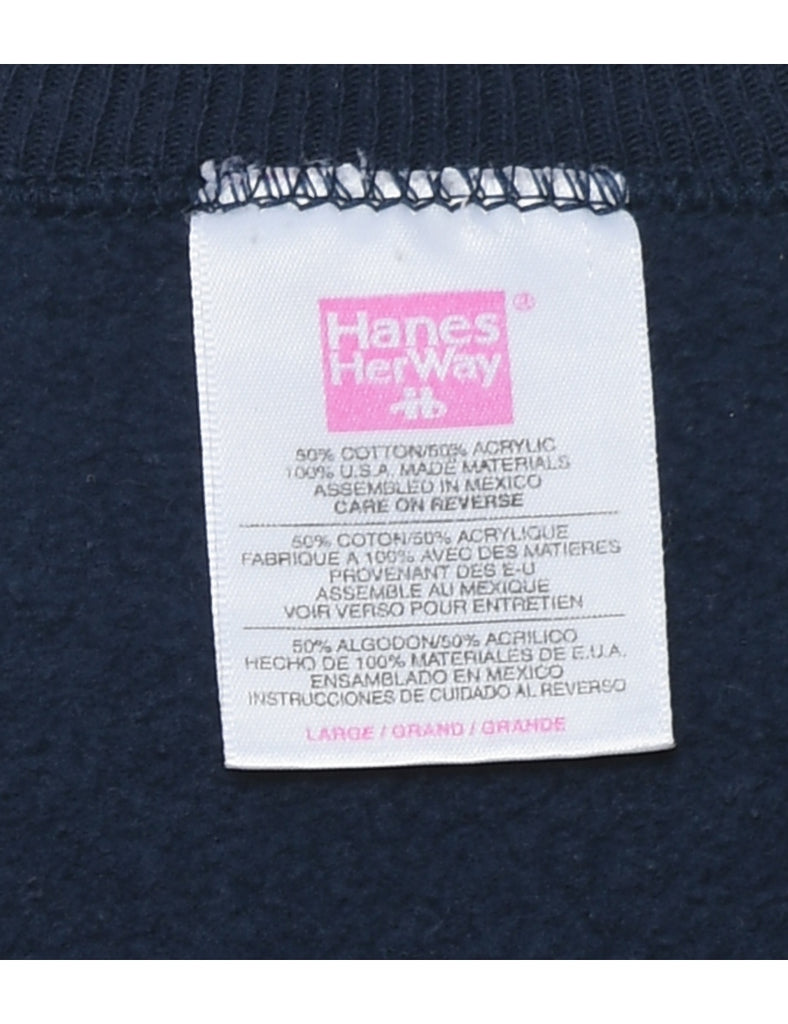 Hanes
HerWay
®
50% COTTON/50% ACRYLIC
100% U.S.A. MADE MATERIALS
ASSEMBLED IN MEXICO
CARE ON REVERSE
50% COTON/50% ACRYLIQUE
FABRIQUE A 100% AVEC DES MATIERES
PROVENANT DES E-U
ASSEMBLE AU MEXIQUE
VOIR VERSO POUR ENTRETIEN
50% ALGODON/50% ACRILICO
HECHO DE 100% MATERIALES DE E.U.A.
ENSAMBLADO EN MEXICO
INSTRUCCIONES DE CUIDADO AL REVERSO
LARGE / GRAND / GRANDE